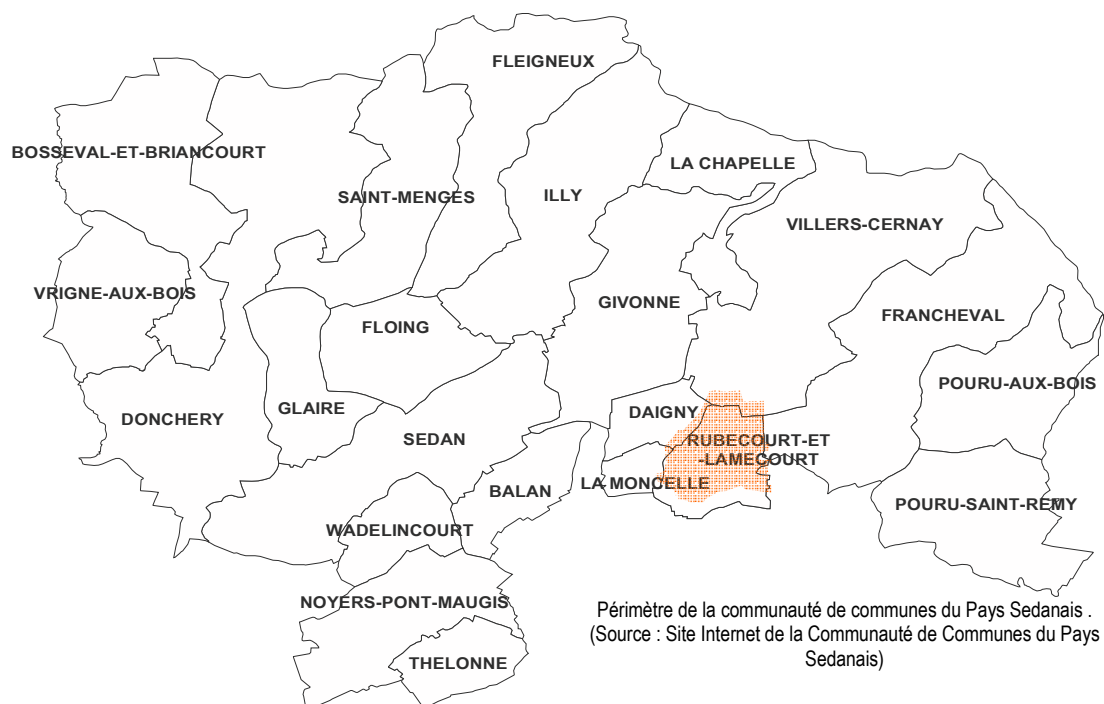 FLEIGNEUX
BOSSEVAL-ET-BRIANCOURT
LA CHAPELLE
SAINT-MENGES
ILLY
VILLERS-CERNAY
VRIGNE-AUX-BOIS
GIVONNE
FRANCHEVAL
FLOING
POURU-AUX-BOIS
DONCHERY
GLAIRE
DAIGNY
SEDAN
RUBECOURT-ET
-LAMECOURT
BALAN
LA MONCELLE
POURU-SAINT-REMY
WADELINCOURT
NOYERS-PONT-MAUGIS
THELONNE
Périmètre de la communauté de communes du Pays Sedanais .
(Source : Site Internet de la Communauté de Communes du Pays
Sedanais)